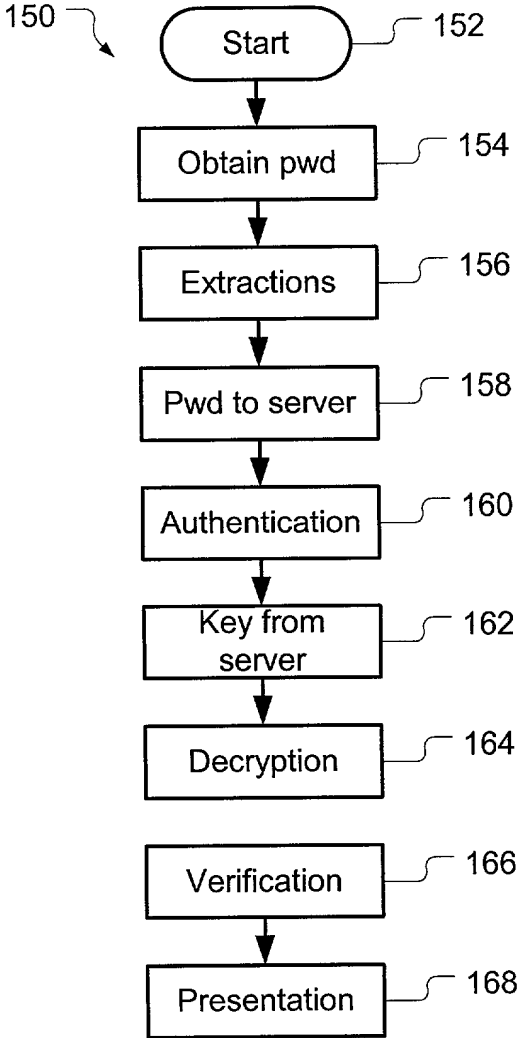 150
Start 152
Obtain pwd 154
Extractions 156
Pwd to server 158
Authentication 160
Key from
server 162
Decryption 164
Verification 166
Presentation 168